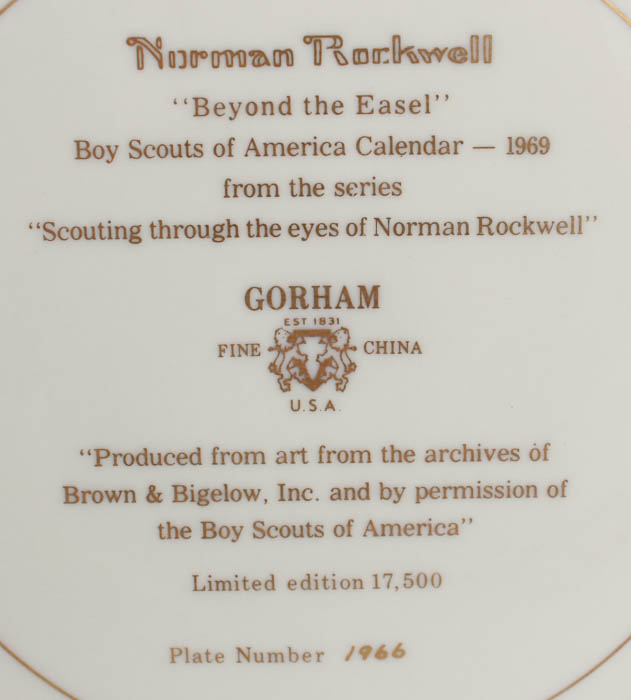 Norman Rockwell
‘‘Beyond the Easel’’
Boy Scouts of America Calendar — 1969
from the series
‘‘Scouting through the eyes of Norman Rockwell’’
GORHAM
EST 1831
FINE CHINA
U.S.A.
‘‘Produced from art from the archives of
Brown & Bigelow, Inc. and by permission of
the Boy Scouts of America’’
Limited edition 17,500
Plate Number 1966